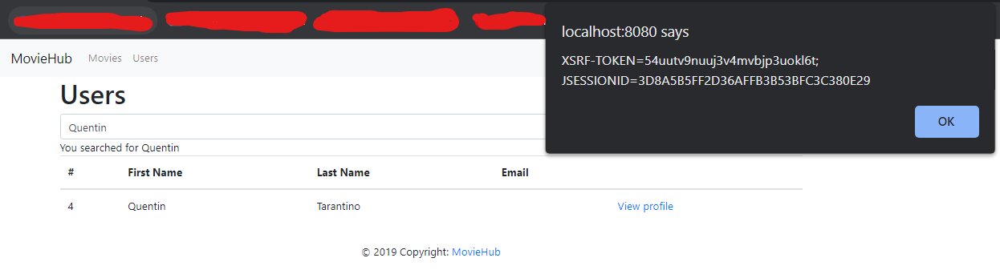 localhost:8080 says
XSRF-TOKEN=54uutv9nuuj3v4mvbjp3uokl6t;
JSESSIONID=3D8A5B5FF2D36AFFB3B53BFC3C380E29
OK
MovieHub Movies Users
Users
Quentin
You searched for Quentin
# First Name Last Name Email
4 Quentin Tarantino View profile
© 2019 Copyright: MovieHub